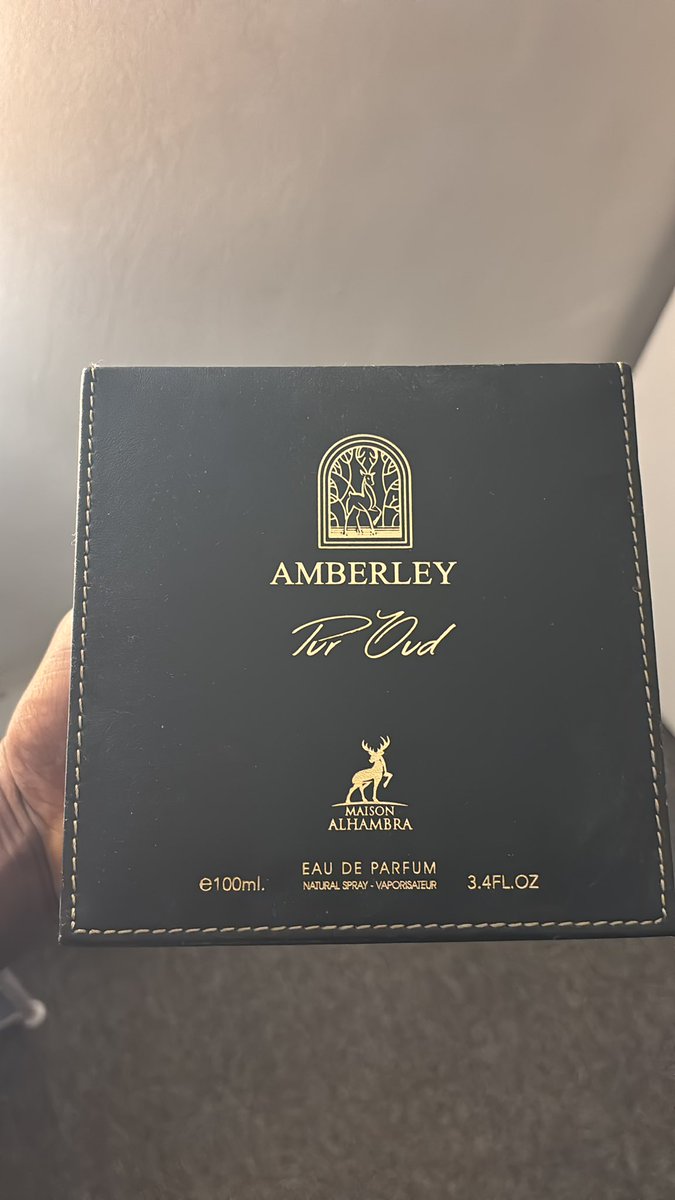 AMBERLEY
Pur Oud
MAISON
ALHAMBRA
EAU DE PARFUM
e100ml. NATURAL SPRAY - VAPORISATEUR 3.4FL.OZ